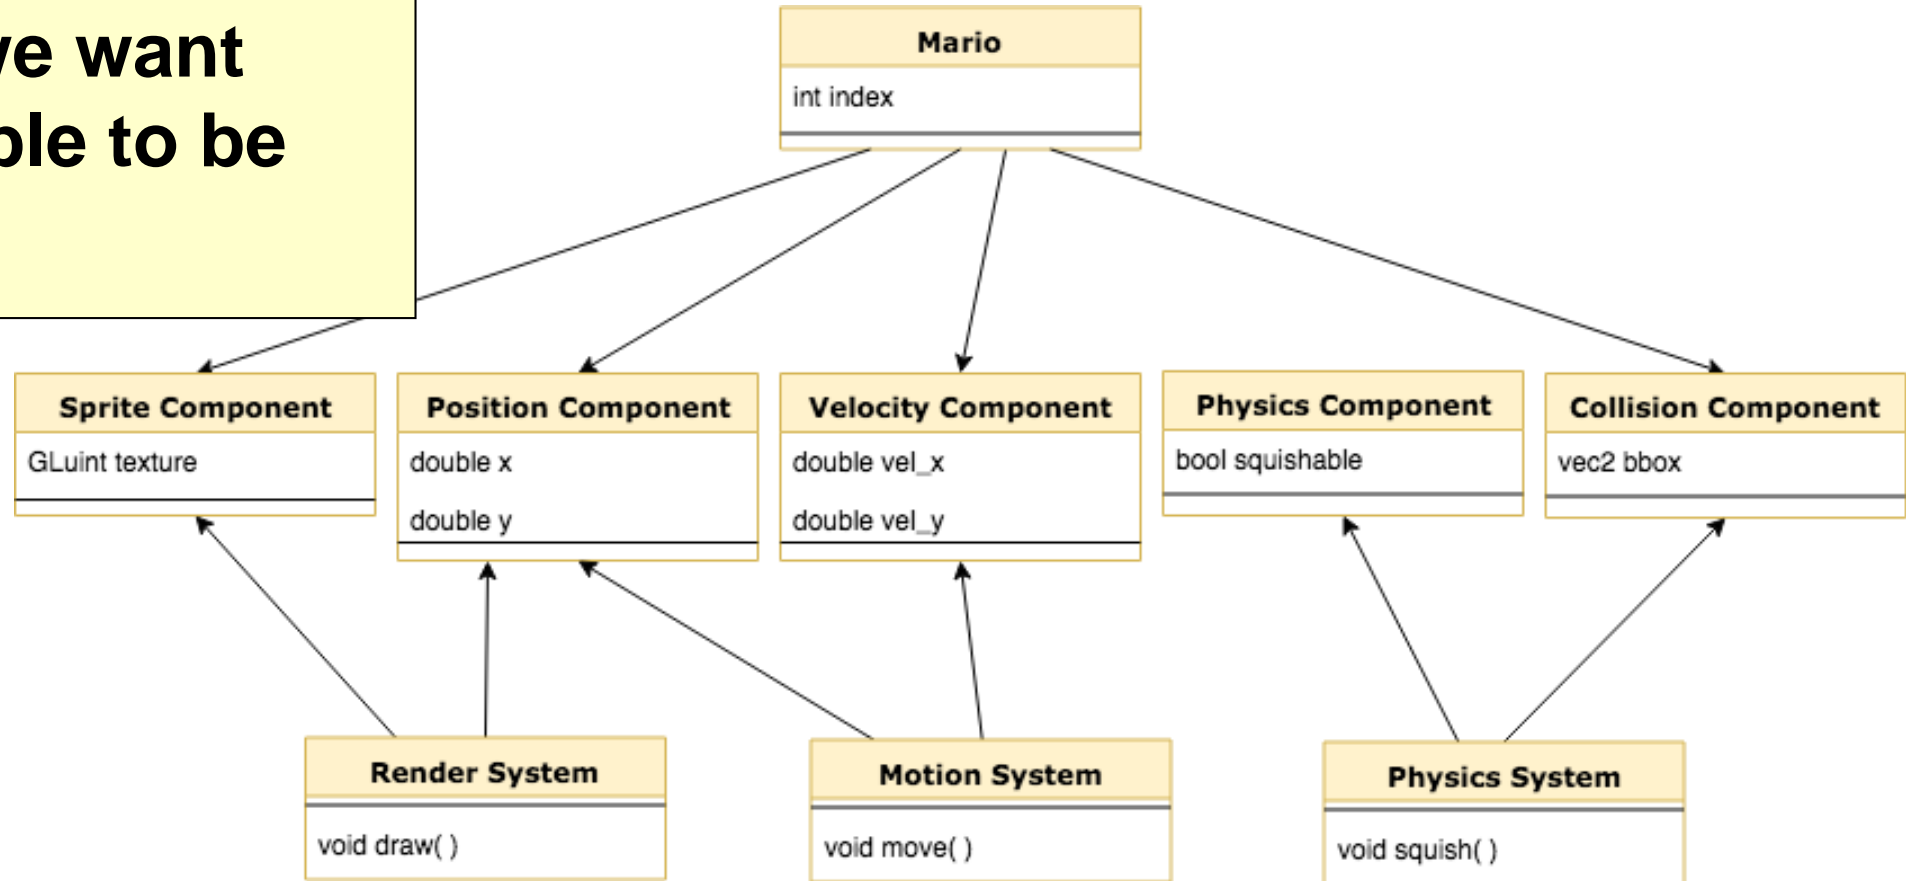 want
to be
Mario
int index
Sprite Component
GLuint texture
Position Component
double x
double y
Velocity Component
double vel_x
double vel_y
Physics Component
bool squishable
Collision Component
vec2 bbox
Render System
void draw( )
Motion System
void move( )
Physics System
void squish( )